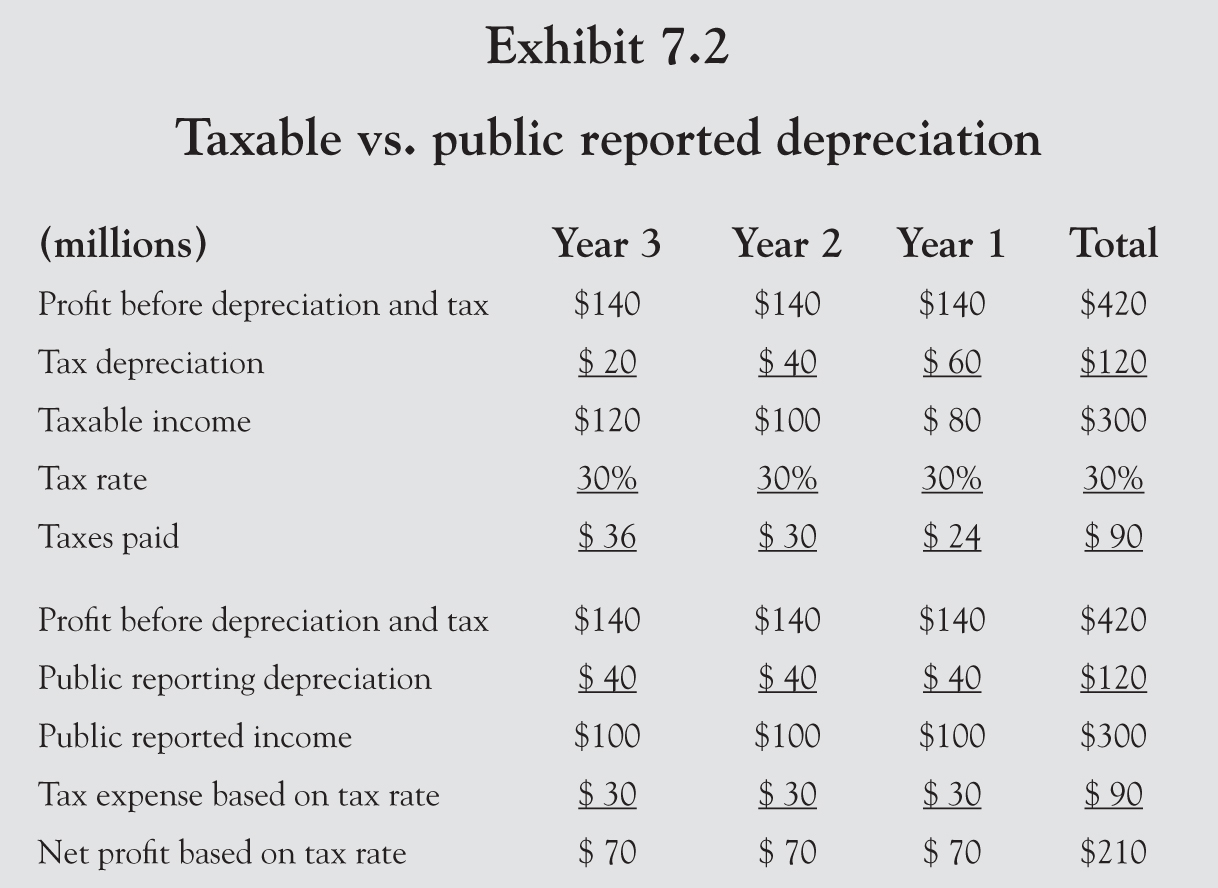 Exhibit 7.2
Taxable vs. public reported depreciation
(millions) Year 3 Year 2 Year 1 Total
Profit before depreciation and tax $140 $140 $140 $420
Tax depreciation $ 20 $ 40 $ 60 $120
Taxable income $120 $100 $ 80 $300
Tax rate 30% 30% 30% 30%
Taxes paid $ 36 $ 30 $ 24 $ 90
Profit before depreciation and tax $140 $140 $140 $420
Public reporting depreciation $ 40 $ 40 $ 40 $120
Public reported income $100 $100 $100 $300
Tax expense based on tax rate $ 30 $ 30 $ 30 $ 90
Net profit based on tax rate $ 70 $ 70 $ 70 $210